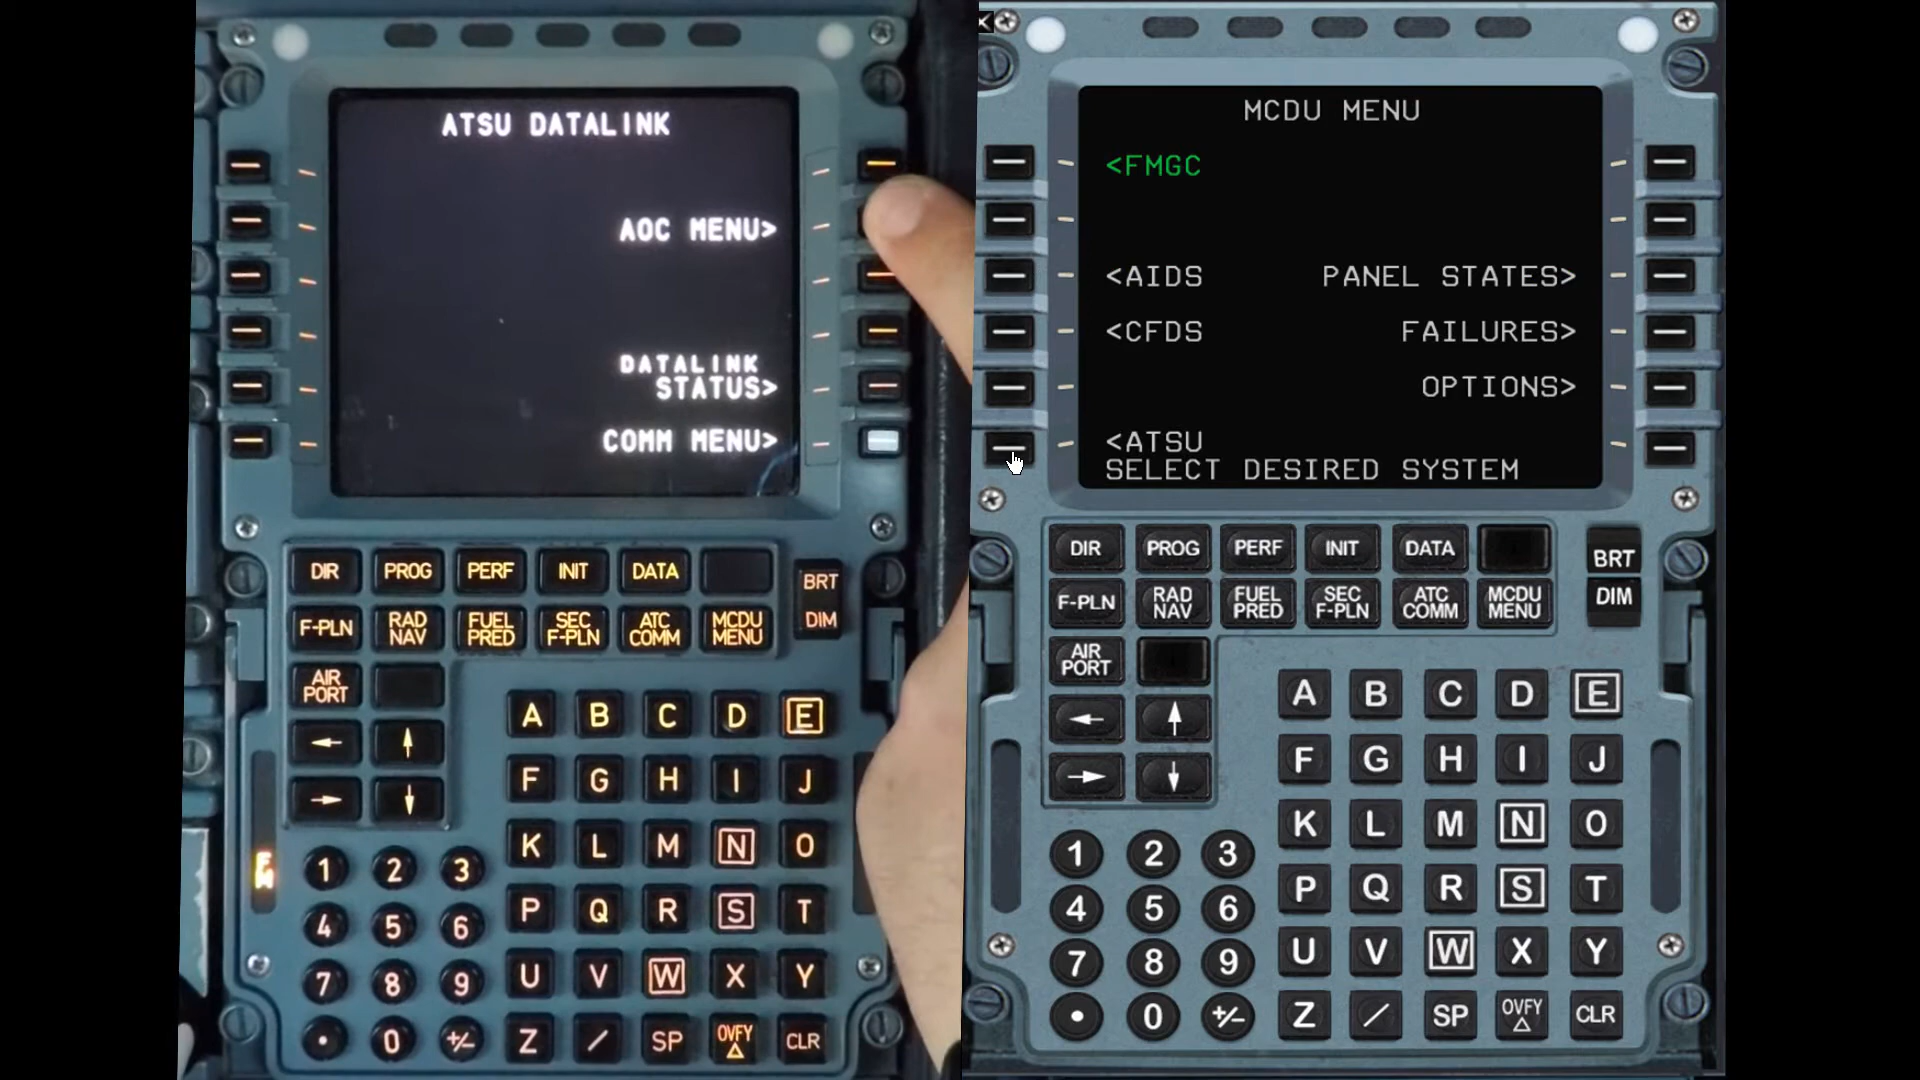 ATSU DATALINK
AOC MENU>
DATALINK
STATUS>
COMM MENU>
DIR PROG PERF INIT DATA
BRT
DIM
F-PLN RAD NAV FUEL PRED SEC F-PLN ATC COMM MCDU MENU
AIR PORT
← ↑
→ ↓
A B C D E
F G H I J
K L M N O
P Q R S T
U V W X Y
Z / SP OVFY △ CLR
1 2 3
4 5 6
7 8 9
. 0 +/-
X
MCDU MENU
<FMGC
<AIDS PANEL STATES>
<CFDS FAILURES>
OPTIONS>
<ATSU
SELECT DESIRED SYSTEM
DIR PROG PERF INIT DATA
BRT
DIM
F-PLN RAD NAV FUEL PRED SEC F-PLN ATC COMM MCDU MENU
AIR PORT
← ↑
→ ↓
A B C D E
F G H I J
K L M N O
P Q R S T
U V W X Y
Z / SP OVFY △ CLR
1 2 3
4 5 6
7 8 9
. 0 +/-